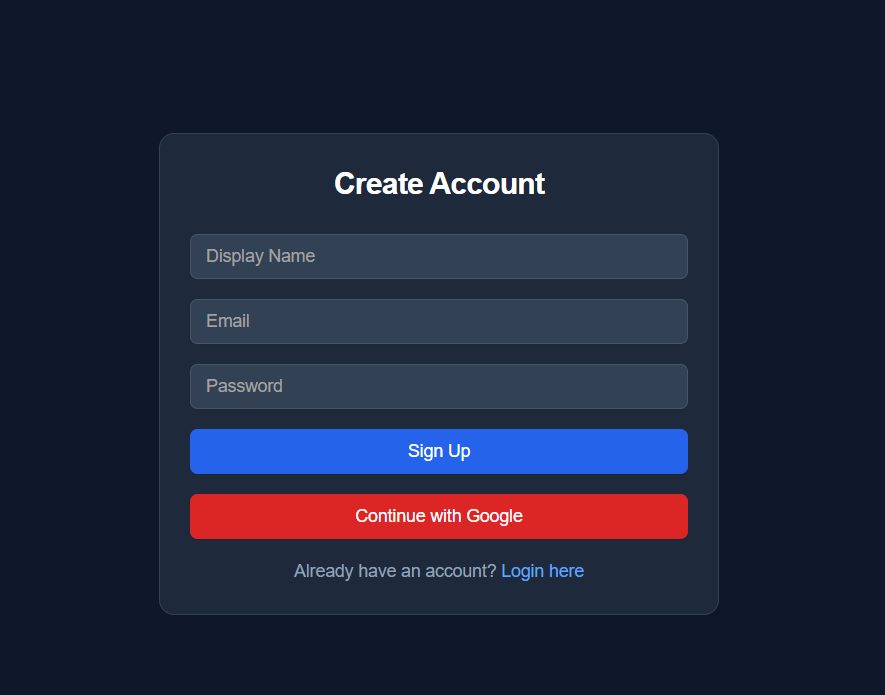 Create Account
Display Name
Email
Password
Sign Up
Continue with Google
Already have an account? Login here